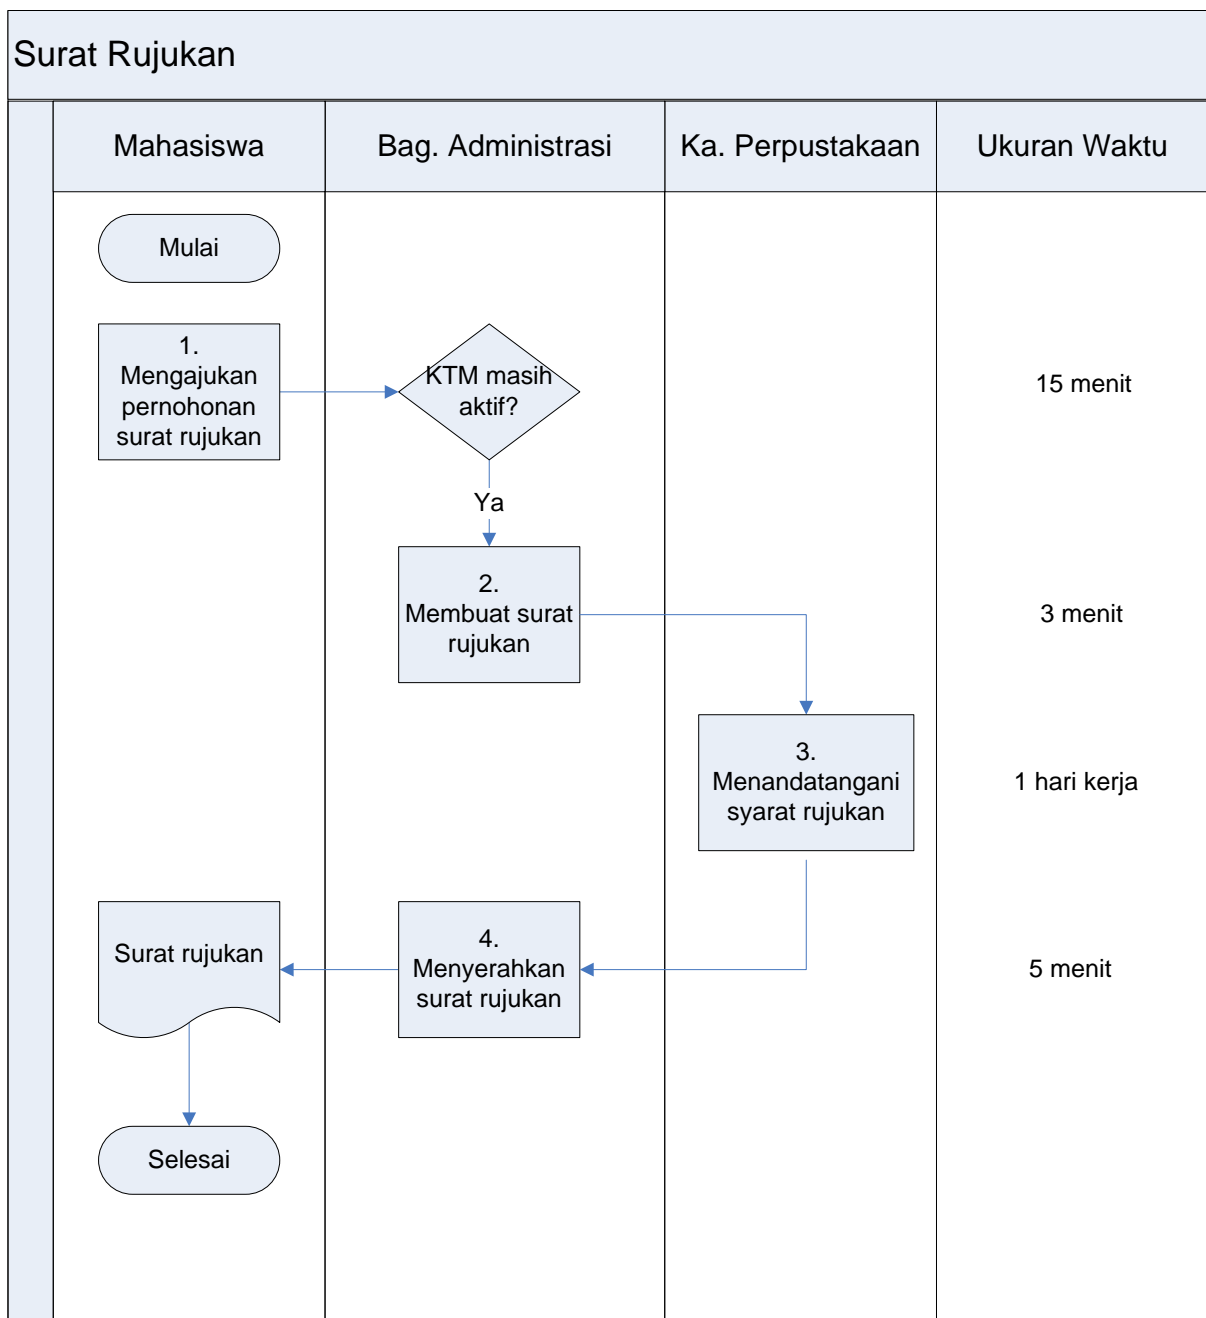 Surat Rujukan
Mahasiswa
Bag. Administrasi
Ka. Perpustakaan
Ukuran Waktu
Mulai
1.
Mengajukan
pernohonan
surat rujukan
KTM masih
aktif?
15 menit
Ya
2.
Membuat surat
rujukan
3 menit
3.
Menandatangani
syarat rujukan
1 hari kerja
Surat rujukan
4.
Menyerahkan
surat rujukan
5 menit
Selesai